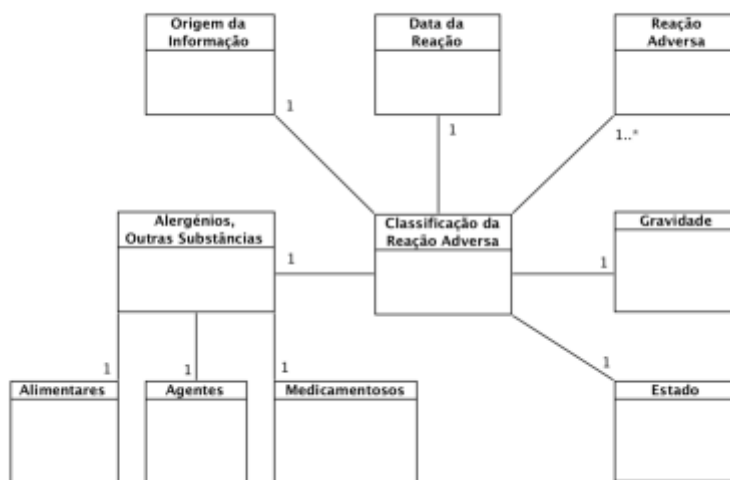 Origem da
Informação
Data da
Reação
Reação
Adversa
1
1
1..*
Alergénios,
Outras Substâncias
Classificação da
Reação Adversa
Gravidade
1
1
1
1
1
1
Alimentares
Agentes
Medicamentosos
Estado